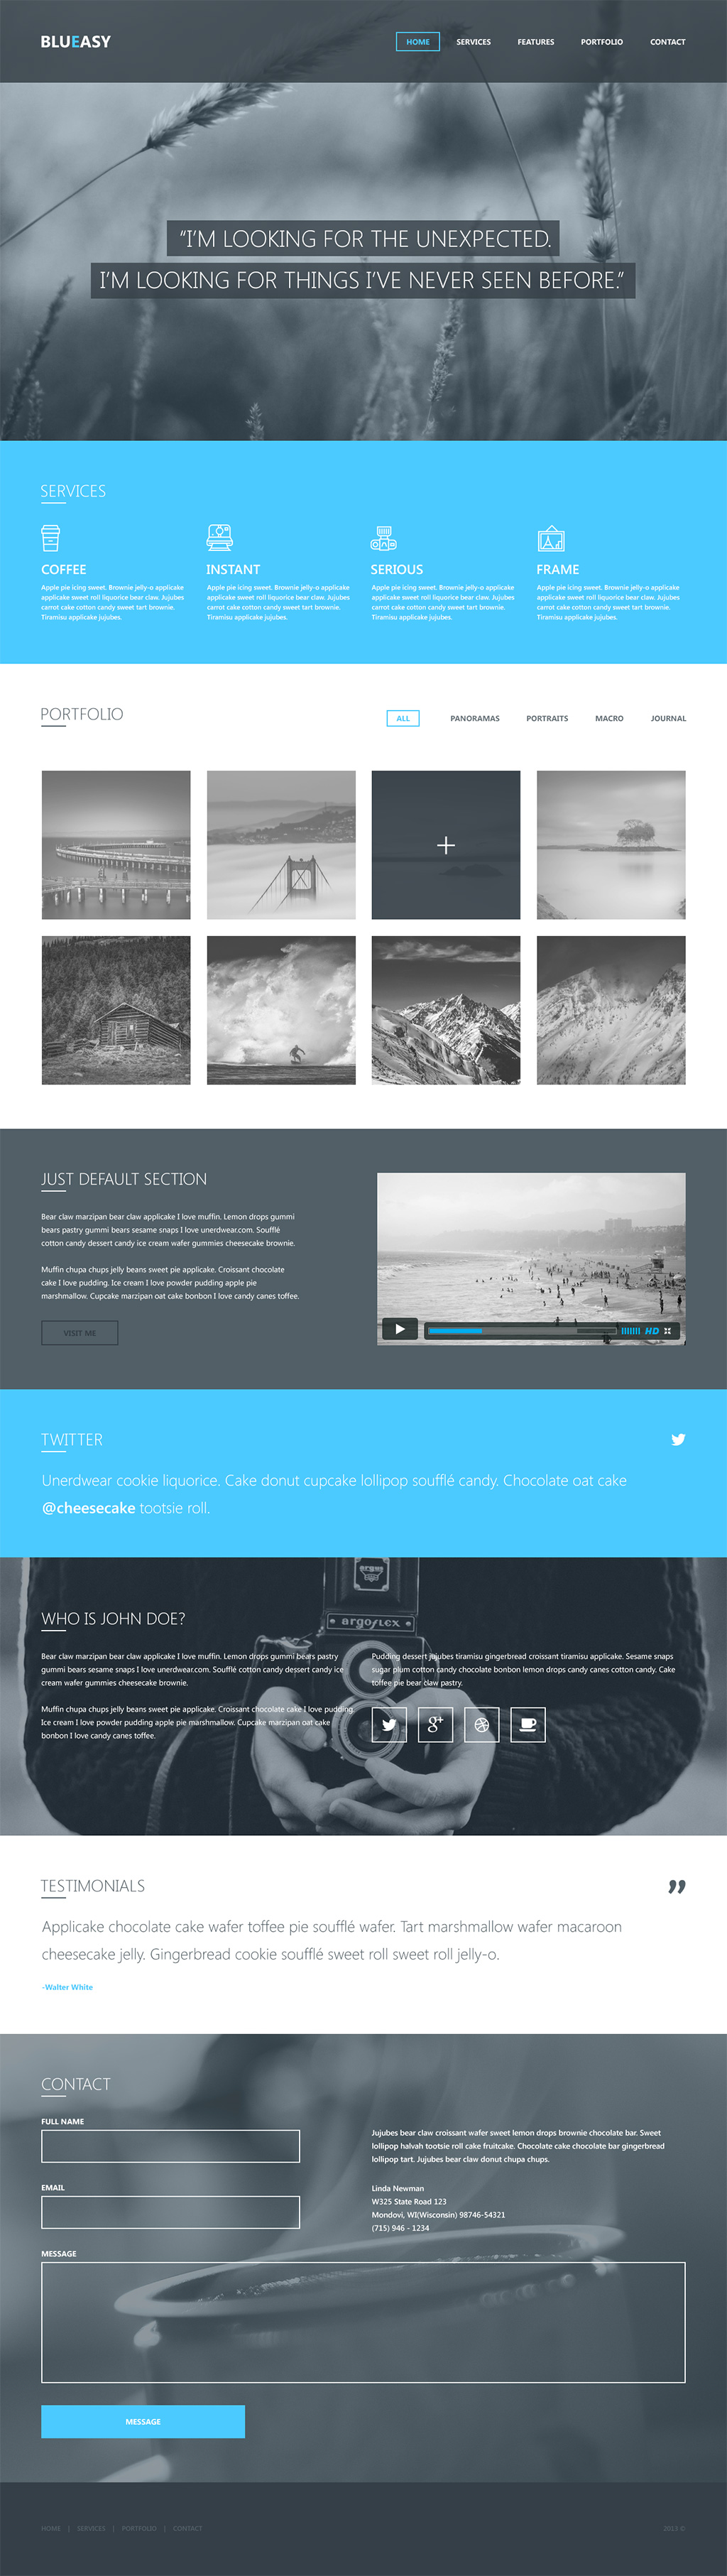 BLUEASY
HOME SERVICES FEATURES PORTFOLIO CONTACT
“I’M LOOKING FOR THE UNEXPECTED.
I’M LOOKING FOR THINGS I’VE NEVER SEEN BEFORE.”
SERVICES
COFFEE
Apple pie icing sweet. Brownie jelly-o applicake
applicake sweet roll liquorice bear claw. Jujubes
carrot cake cotton candy sweet tart brownie.
Tiramisu applicake jujubes.
INSTANT
Apple pie icing sweet. Brownie jelly-o applicake
applicake sweet roll liquorice bear claw. Jujubes
carrot cake cotton candy sweet tart brownie.
Tiramisu applicake jujubes.
SERIOUS
Apple pie icing sweet. Brownie jelly-o applicake
applicake sweet roll liquorice bear claw. Jujubes
carrot cake cotton candy sweet tart brownie.
Tiramisu applicake jujubes.
FRAME
Apple pie icing sweet. Brownie jelly-o applicake
applicake sweet roll liquorice bear claw. Jujubes
carrot cake cotton candy sweet tart brownie.
Tiramisu applicake jujubes.
PORTFOLIO
ALL PANORAMAS PORTRAITS MACRO JOURNAL
JUST DEFAULT SECTION
Bear claw marzipan bear claw applicake I love muffin. Lemon drops gummi
bears pastry gummi bears sesame snaps I love unerdwear.com. Soufflé
cotton candy dessert candy ice cream wafer gummies cheesecake brownie.
Muffin chupa chups jelly beans sweet pie applicake. Croissant chocolate
cake I love pudding. Ice cream I love powder pudding apple pie
marshmallow. Cupcake marzipan oat cake bonbon I love candy canes toffee.
VISIT ME
HD
TWITTER
Unerdwear cookie liquorice. Cake donut cupcake lollipop soufflé candy. Chocolate oat cake
@cheesecake tootsie roll.
argus
argoflex
WHO IS JOHN DOE?
Bear claw marzipan bear claw applicake I love muffin. Lemon drops gummi bears pastry
gummi bears sesame snaps I love unerdwear.com. Soufflé cotton candy dessert candy ice
cream wafer gummies cheesecake brownie.
Muffin chupa chups jelly beans sweet pie applicake. Croissant chocolate cake I love pudding.
Ice cream I love powder pudding apple pie marshmallow. Cupcake marzipan oat cake
bonbon I love candy canes toffee.
Pudding dessert jujubes tiramisu gingerbread croissant tiramisu applicake. Sesame snaps
sugar plum cotton candy chocolate bonbon lemon drops candy canes cotton candy. Cake
toffee pie bear claw pastry.
g+
TESTIMONIALS
Applicake chocolate cake wafer toffee pie soufflé wafer. Tart marshmallow wafer macaroon
cheesecake jelly. Gingerbread cookie soufflé sweet roll sweet roll jelly-o.
-Walter White
CONTACT
FULL NAME
EMAIL
Jujubes bear claw croissant wafer sweet lemon drops brownie chocolate bar. Sweet
lollipop halvah tootsie roll cake fruitcake. Chocolate cake chocolate bar gingerbread
lollipop tart. Jujubes bear claw donut chupa chups.
Linda Newman
W325 State Road 123
Mondovi, WI(Wisconsin) 98746-54321
(715) 946 - 1234
MESSAGE
MESSAGE
HOME | SERVICES | PORTFOLIO | CONTACT
2013 ©